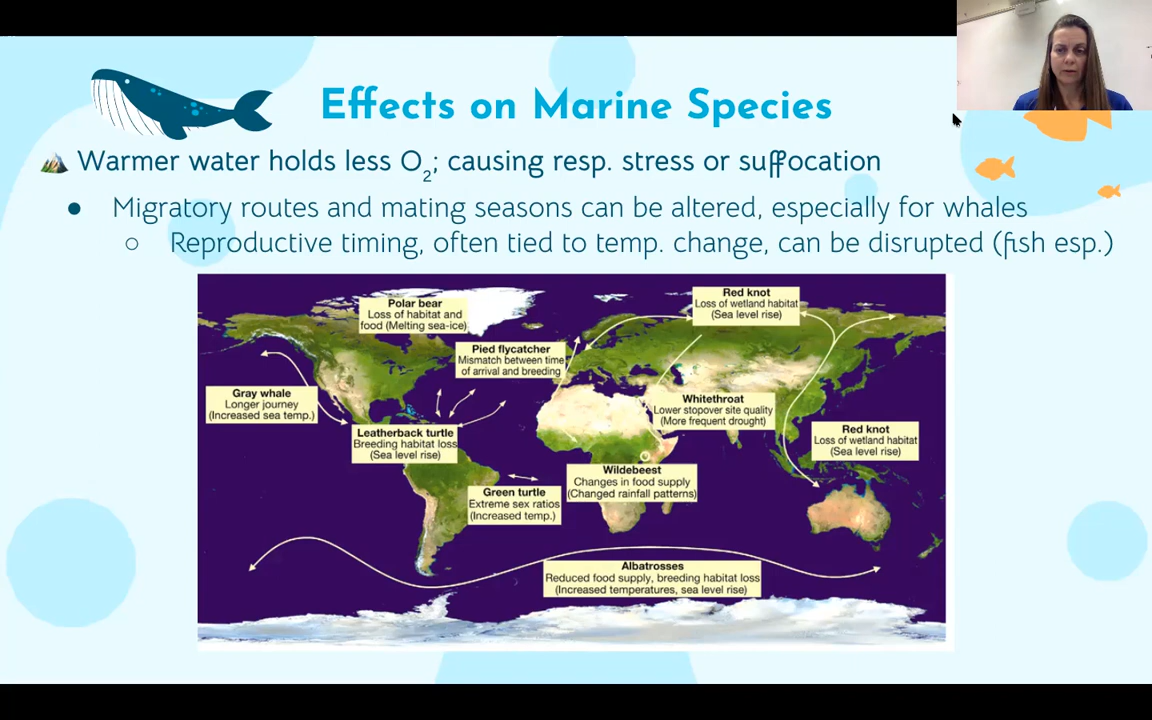 Effects on Marine Species
Warmer water holds less O2; causing resp. stress or suffocation
● Migratory routes and mating seasons can be altered, especially for whales
○ Reproductive timing, often tied to temp. change, can be disrupted (fish esp.)
Polar bear
Loss of habitat and
food (Melting sea-ice)
Red knot
Loss of wetland habitat
(Sea level rise)
Pied flycatcher
Mismatch between time
of arrival and breeding
Gray whale
Longer journey
(Increased sea temp.)
Whitethroat
Lower stopover site quality
(More frequent drought)
Leatherback turtle
Breeding habitat loss
(Sea level rise)
Red knot
Loss of wetland habitat
(Sea level rise)
Wildebeest
Changes in food supply
(Changed rainfall patterns)
Green turtle
Extreme sex ratios
(Increased temp.)
Albatrosses
Reduced food supply, breeding habitat loss
(Increased temperatures, sea level rise)